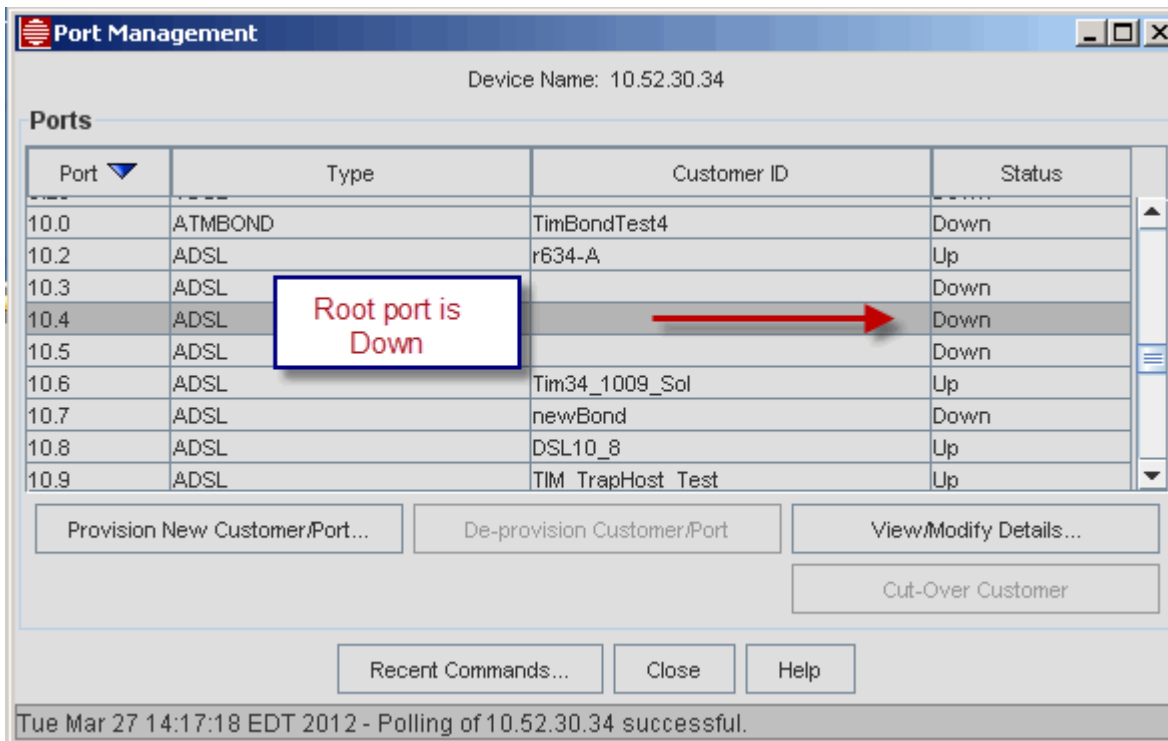 Port Management
Device Name: 10.52.30.34
Ports
Port Type Customer ID Status
10.0 ATMBOND TimBondTest4 Down
10.2 ADSL r634-A Up
10.3 ADSL Down
10.4 ADSL Down
10.5 ADSL Down
10.6 ADSL Tim34_1009_Sol Up
10.7 ADSL newBond Down
10.8 ADSL DSL10_8 Up
10.9 ADSL TIM_TrapHost_Test Up
Root port is
Down
Provision New Customer/Port... De-provision Customer/Port View/Modify Details...
Cut-Over Customer
Recent Commands... Close Help
Tue Mar 27 14:17:18 EDT 2012 - Polling of 10.52.30.34 successful.